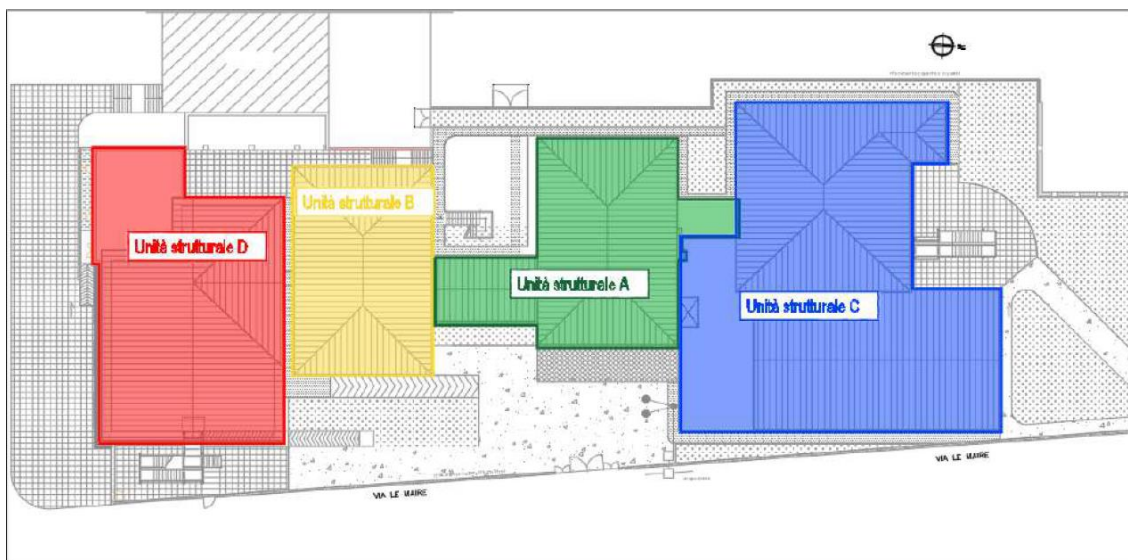 Unità strutturale B
Unità strutturale D
Unità strutturale A
Unità strutturale C
VIA LE MAIRE
VIA LE MAIRE